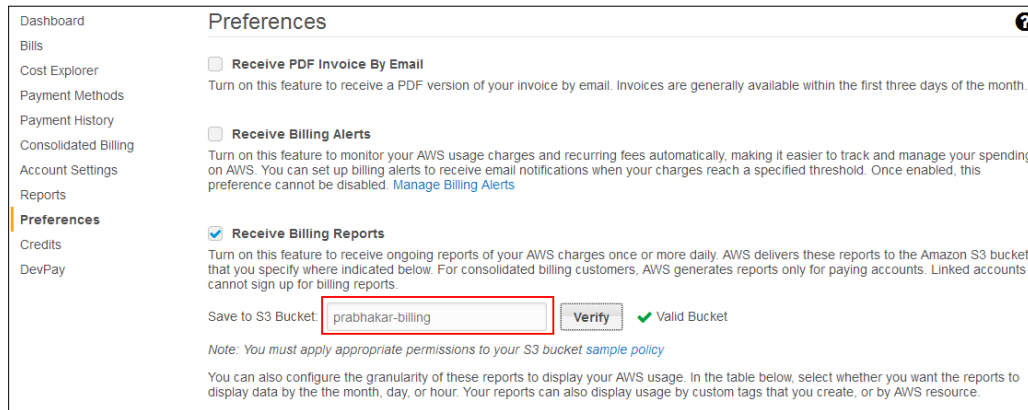 Dashboard
Bills
Cost Explorer
Payment Methods
Payment History
Consolidated Billing
Account Settings
Reports
Preferences
Credits
DevPay
Preferences
?
Receive PDF Invoice By Email
Turn on this feature to receive a PDF version of your invoice by email. Invoices are generally available within the first three days of the month.
Receive Billing Alerts
Turn on this feature to monitor your AWS usage charges and recurring fees automatically, making it easier to track and manage your spending
on AWS. You can set up billing alerts to receive email notifications when your charges reach a specified threshold. Once enabled, this
preference cannot be disabled. Manage Billing Alerts
Receive Billing Reports
Turn on this feature to receive ongoing reports of your AWS charges once or more daily. AWS delivers these reports to the Amazon S3 bucket
that you specify where indicated below. For consolidated billing customers, AWS generates reports only for paying accounts. Linked accounts
cannot sign up for billing reports.
Save to S3 Bucket: prabhakar-billing Verify Valid Bucket
Note: You must apply appropriate permissions to your S3 bucket sample policy
You can also configure the granularity of these reports to display your AWS usage. In the table below, select whether you want the reports to
display data by the the month, day, or hour. Your reports can also display usage by custom tags that you create, or by AWS resource.